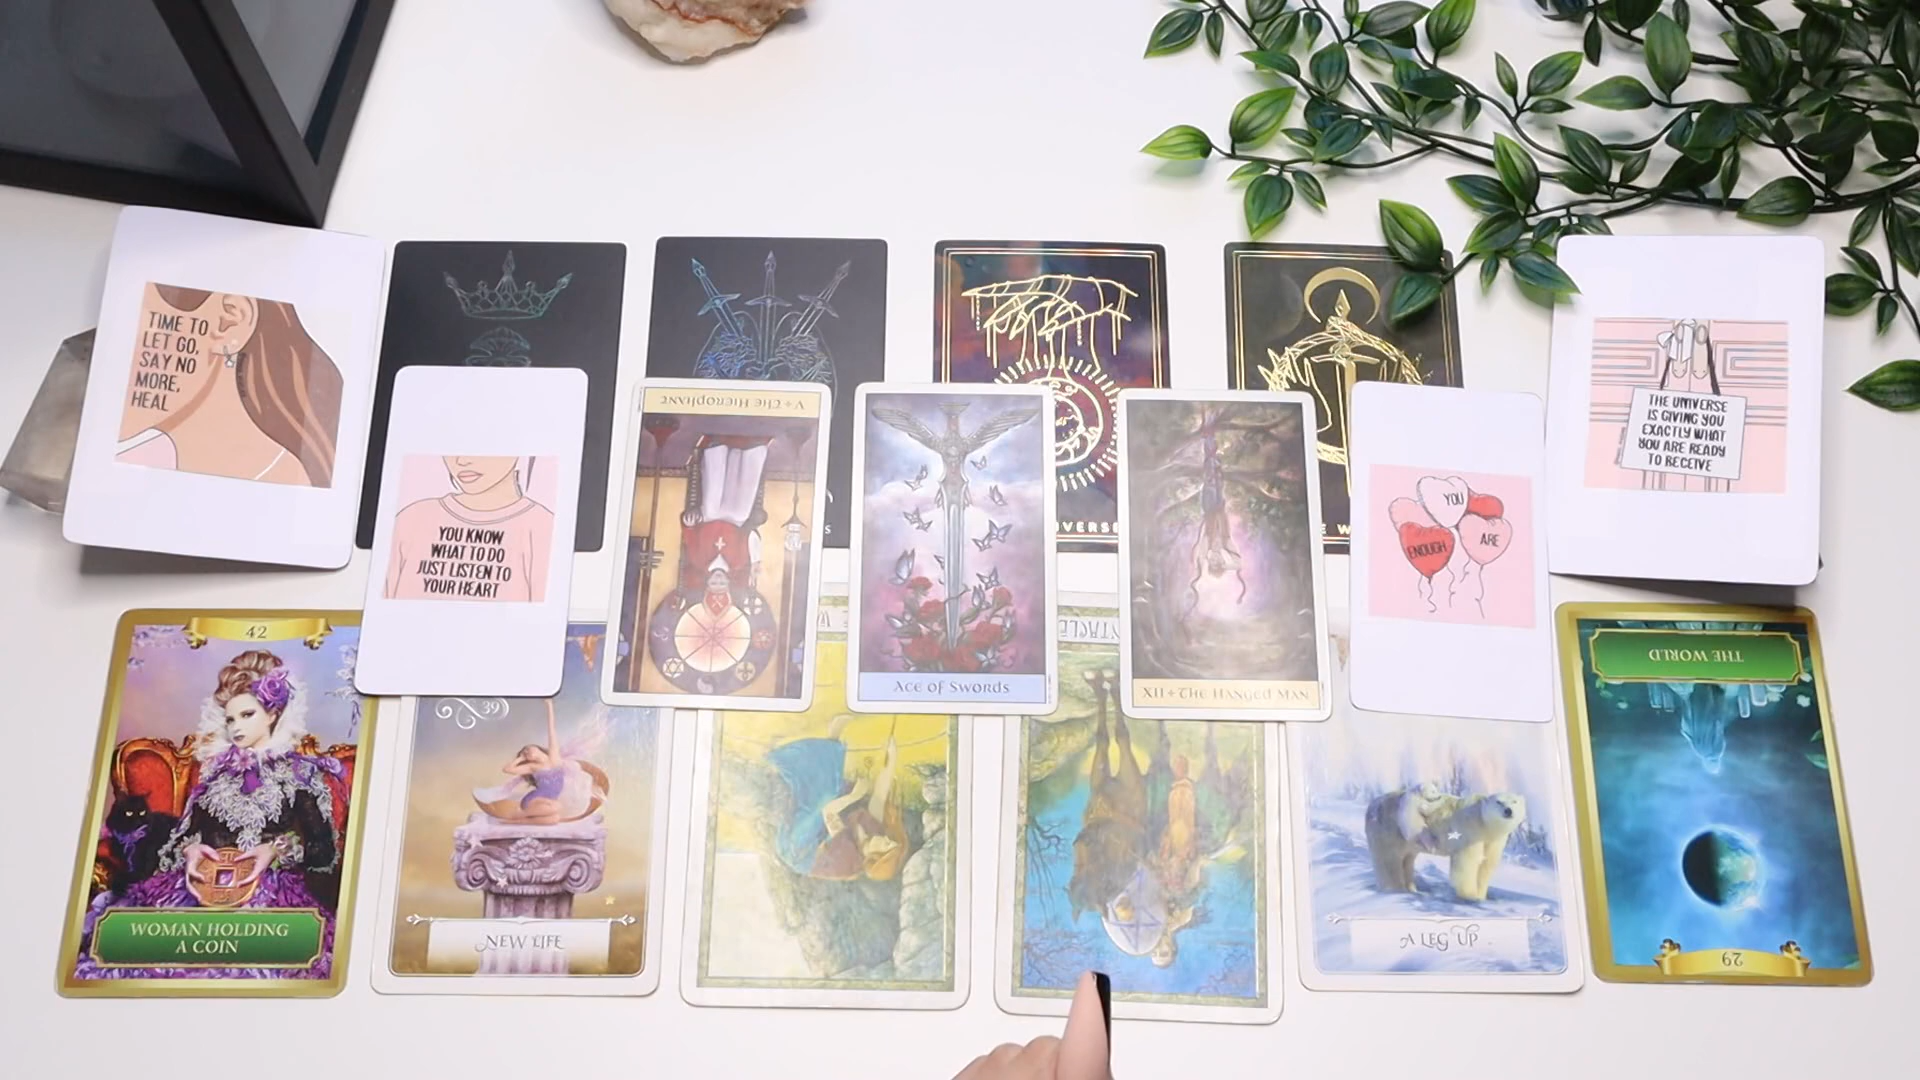 TIME TO
LET GO,
SAY NO
MORE,
HEAL
THE UNIVERSE
IS GIVING YOU
EXACTLY WHAT
YOU ARE READY
TO RECEIVE
YOU KNOW
WHAT TO DO
JUST LISTEN TO
YOUR HEART
V THE HIEROPHANT
ACE OF SWORDS
XII THE HANGED MAN
YOU
ARE
ENOUGH
42
WOMAN HOLDING
A COIN
39
NEW LIFE
A LEG UP
THE WORLD
29